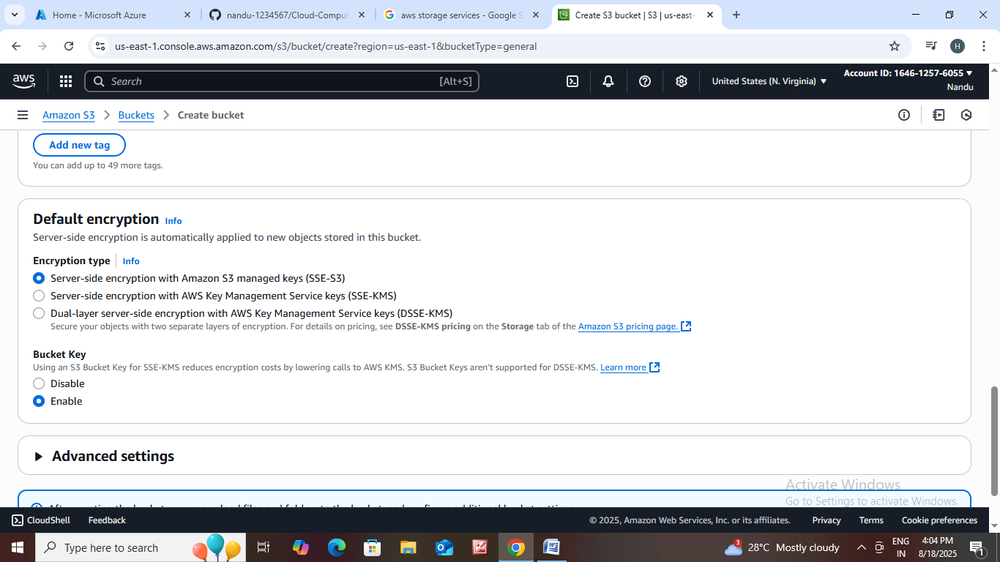 Home - Microsoft Azure
nandu-1234567/Cloud-Comput
aws storage services - Google S
Create S3 bucket | S3 | us-east-
us-east-1.console.aws.amazon.com/s3/bucket/create?region=us-east-1&bucketType=general
H
aws
Search
[Alt+S]
United States (N. Virginia)
Account ID: 1646-1257-6055
Nandu
Amazon S3
Buckets
Create bucket
Add new tag
You can add up to 49 more tags.
Default encryption Info
Server-side encryption is automatically applied to new objects stored in this bucket.
Encryption type Info
Server-side encryption with Amazon S3 managed keys (SSE-S3)
Server-side encryption with AWS Key Management Service keys (SSE-KMS)
Dual-layer server-side encryption with AWS Key Management Service keys (DSSE-KMS)
Secure your objects with two separate layers of encryption. For details on pricing, see DSSE-KMS pricing on the Storage tab of the Amazon S3 pricing page.
Bucket Key
Using an S3 Bucket Key for SSE-KMS reduces encryption costs by lowering calls to AWS KMS. S3 Bucket Keys aren't supported for DSSE-KMS. Learn more
Disable
Enable
Advanced settings
Activate Windows
Go to Settings to activate Windows.
CloudShell
Feedback
© 2025, Amazon Web Services, Inc. or its affiliates.
Privacy
Terms
Cookie preferences
Type here to search
3
28°C Mostly cloudy
ENG
IN
4:04 PM
8/18/2025
1